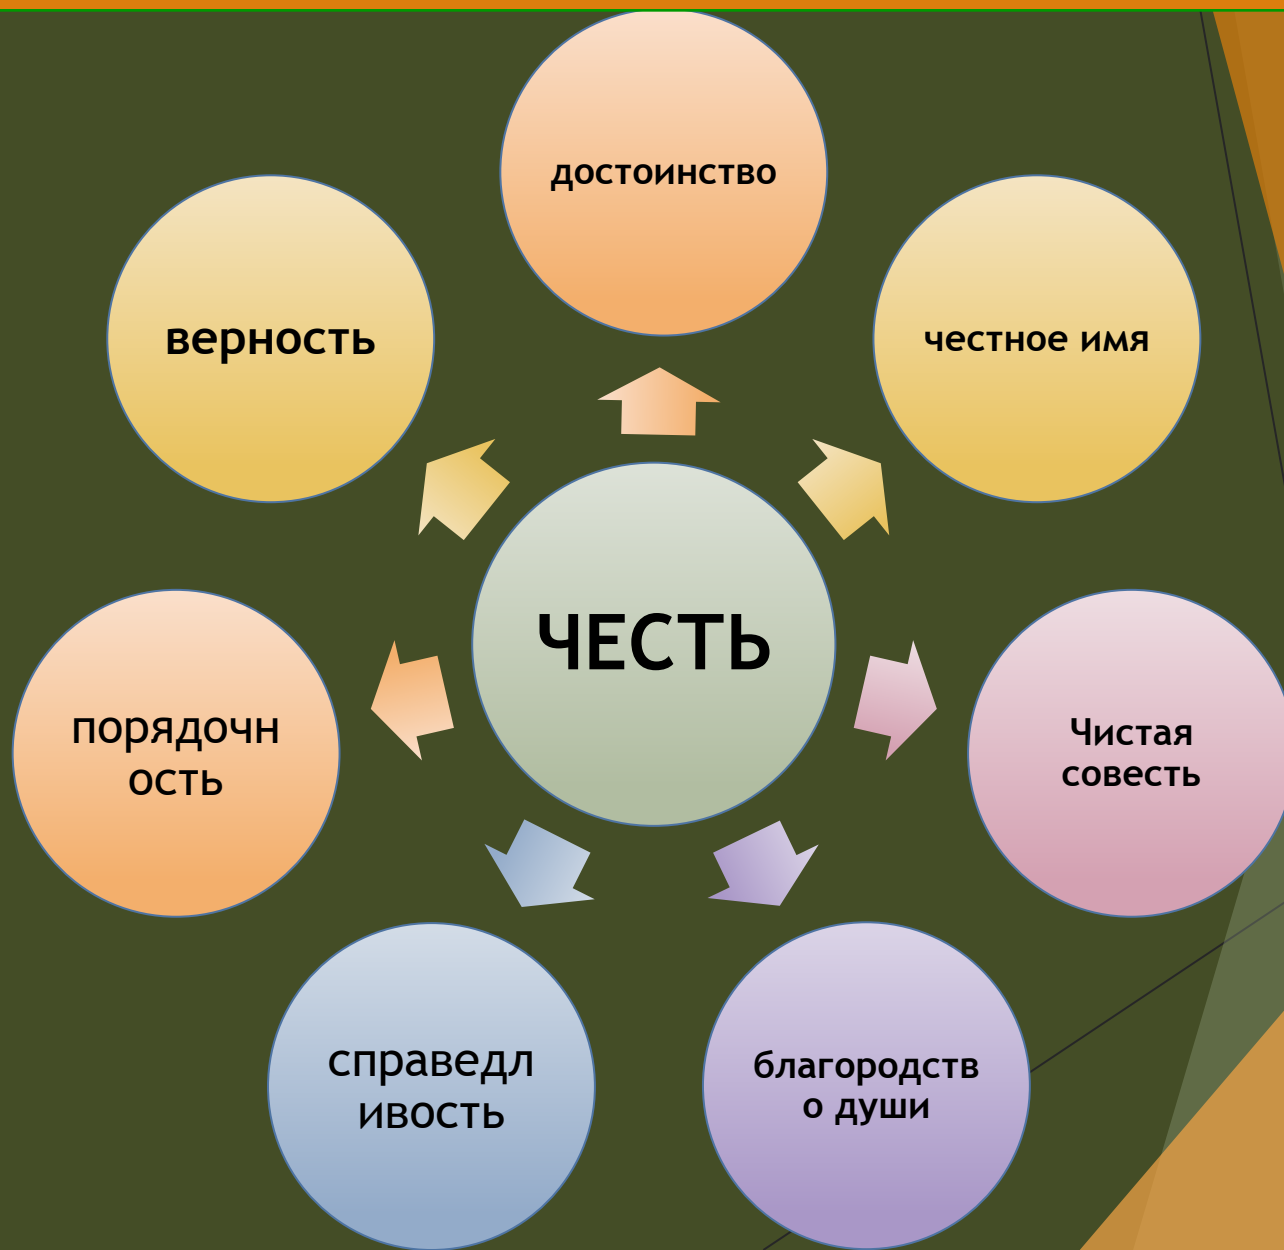 достоинство
верность
честное имя
ЧЕСТЬ
порядочн
ость
Чистая
совесть
справедл
ивость
благородств
о души